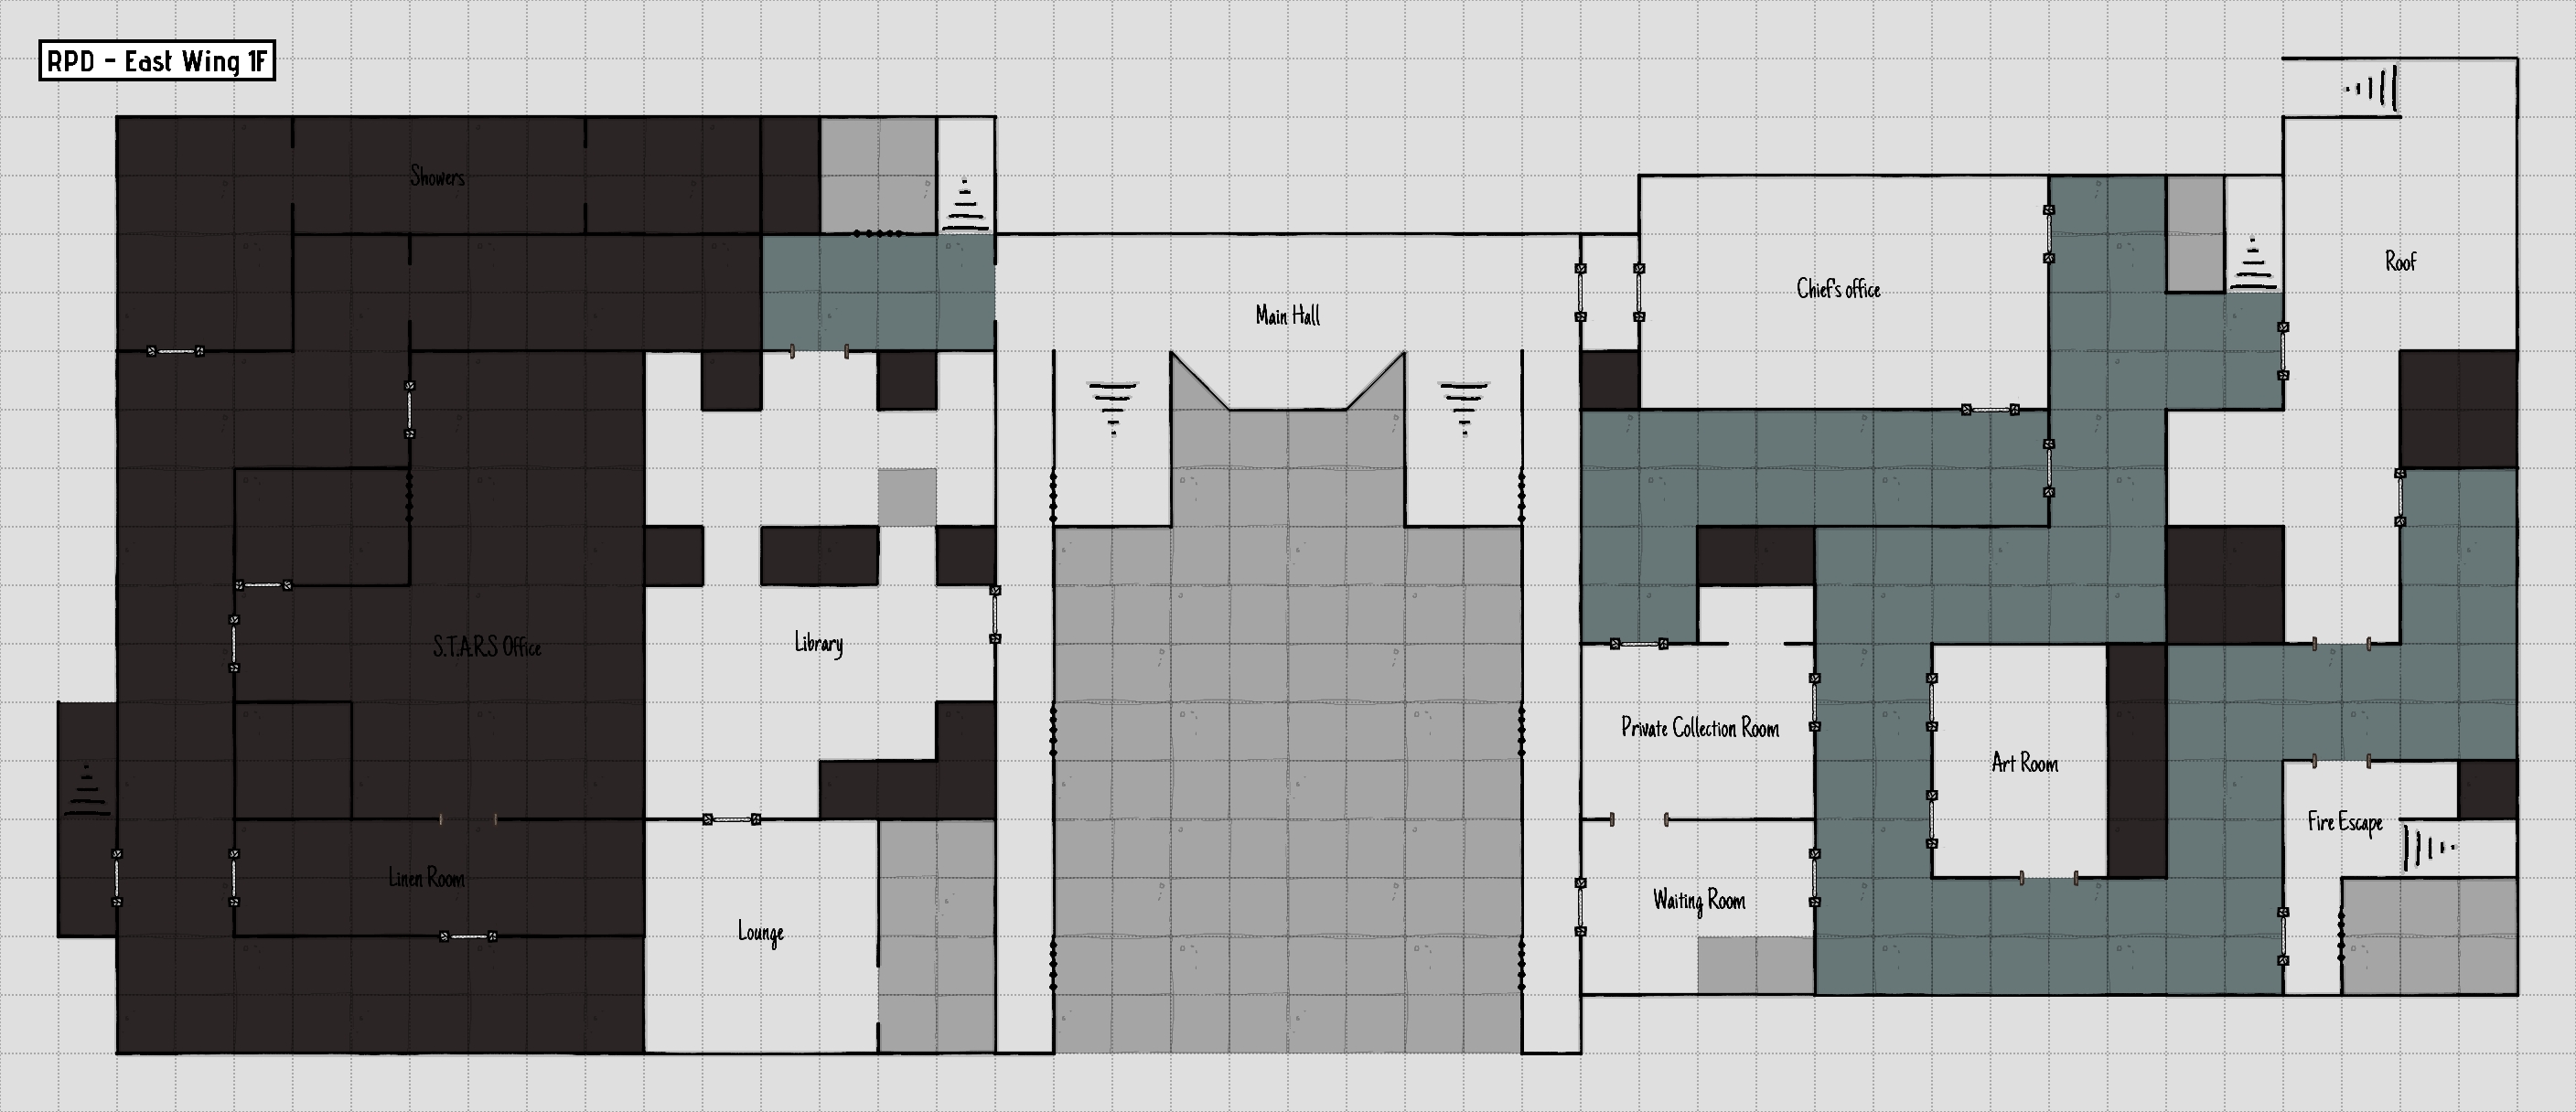 RPD - East Wing 1F
Showers
Main Hall
Chief's office
Roof
S.T.A.R.S Office
Library
Private Collection Room
Art Room
Fire Escape
Linen Room
Lounge
Waiting Room